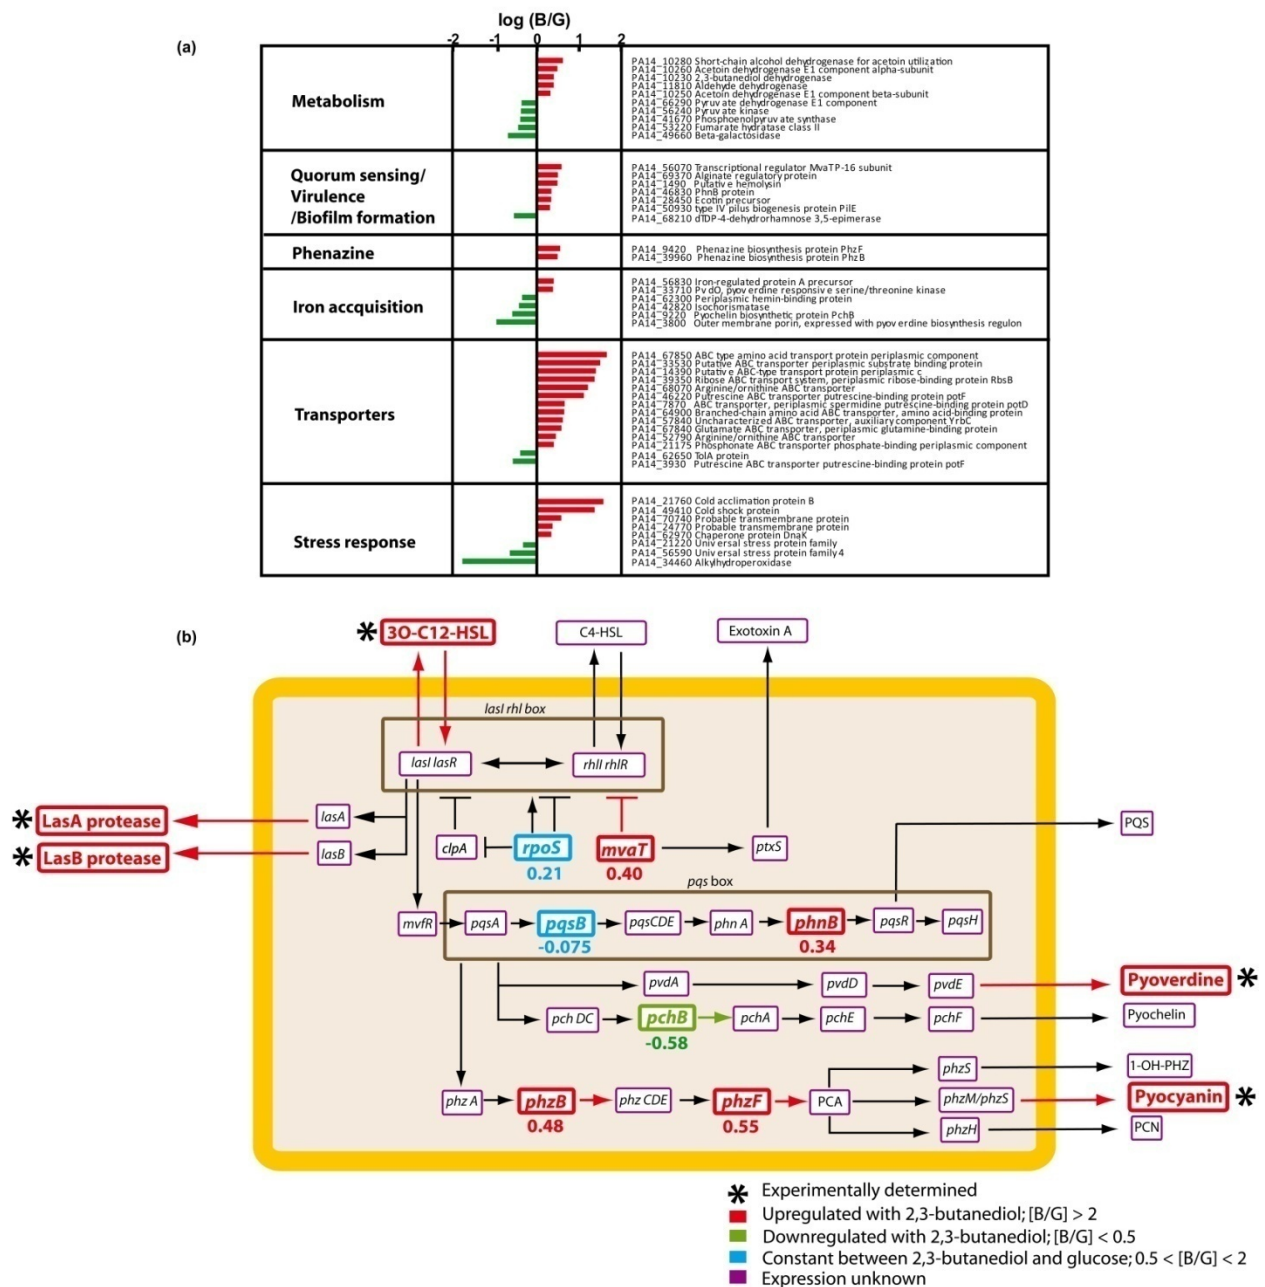 log (B/G)
(a)
-2 -1 0 1 2
Metabolism
PA14_10280 Short-chain alcohol dehydrogenase for acetoin utilization
PA14_10260 Acetoin dehydrogenase E1 component alpha-subunit
PA14_10230 2,3-butanediol dehydrogenase
PA14_11810 Aldehyde dehydrogenase
PA14_10250 Acetoin dehydrogenase E1 component beta-subunit
PA14_66290 Pyruvate dehydrogenase E1 component
PA14_56240 Pyruvate kinase
PA14_41670 Phosphoenolpyruvate synthase
PA14_53220 Fumarate hydratase class II
PA14_49660 Beta-galactosidase
Quorum sensing/
Virulence
/Biofilm formation
PA14_56070 Transcriptional regulator MvaTP-16 subunit
PA14_69370 Alginate regulatory protein
PA14_1490 Putative hemolysin
PA14_46830 PhnB protein
PA14_28450 Ecotin precursor
PA14_50930 type IV pilus biogenesis protein PilE
PA14_68210 dTDP-4-dehydrorhamnose 3,5-epimerase
Phenazine
PA14_9420 Phenazine biosynthesis protein PhzF
PA14_39960 Phenazine biosynthesis protein PhzB
Iron accquisition
PA14_56830 Iron-regulated protein A precursor
PA14_33710 PvdO, pyoverdine responsive serine/threonine kinase
PA14_62300 Periplasmic hemin-binding protein
PA14_42820 Isochorismatase
PA14_9220 Pyochelin biosynthetic protein PchB
PA14_3800 Outer membrane porin, expressed with pyoverdine biosynthesis regulon
Transporters
PA14_67850 ABC type amino acid transport protein periplasmic component
PA14_33530 Putative ABC transporter periplasmic substrate binding protein
PA14_14390 Putative ABC-type transport protein periplasmic c
PA14_39350 Ribose ABC transport system, periplasmic ribose-binding protein RbsB
PA14_68070 Arginine/ornithine ABC transporter
PA14_46220 Putrescine ABC transporter putrescine-binding protein potF
PA14_7870 ABC transporter, periplasmic spermidine putrescine-binding protein potD
PA14_64900 Branched-chain amino acid ABC transporter, amino acid-binding protein
PA14_57840 Uncharacterized ABC transporter, auxiliary component YrbC
PA14_67840 Glutamate ABC transporter, periplasmic glutamine-binding protein
PA14_52790 Arginine/ornithine ABC transporter
PA14_21175 Phosphonate ABC transporter phosphate-binding periplasmic component
PA14_62650 TolA protein
PA14_3930 Putrescine ABC transporter putrescine-binding protein potF
Stress response
PA14_21760 Cold acclimation protein B
PA14_49410 Cold shock protein
PA14_70740 Probable transmembrane protein
PA14_24770 Probable transmembrane protein
PA14_62970 Chaperone protein DnaK
PA14_21220 Universal stress protein family
PA14_56590 Universal stress protein family 4
PA14_34460 Alkylhydroperoxidase
(b)
* 3O-C12-HSL
C4-HSL
Exotoxin A
lasI rhl box
lasI lasR
rhlI rhlR
* LasA protease
lasA
* LasB protease
lasB
clpA
rpoS
0.21
mvaT
0.40
ptxS
PQS
pqs box
mvfR
pqsA
pqsB
-0.075
pqsCDE
phn A
phnB
0.34
pqsR
pqsH
pvdA
pvdD
pvdE
Pyoverdine *
pch DC
pchB
-0.58
pchA
pchE
pchF
Pyochelin
phz A
phzB
0.48
phz CDE
phzF
0.55
PCA
phzS
1-OH-PHZ
phzM/phzS
Pyocyanin *
phzH
PCN
* Experimentally determined
Upregulated with 2,3-butanediol; [B/G] > 2
Downregulated with 2,3-butanediol; [B/G] < 0.5
Constant between 2,3-butanediol and glucose; 0.5 < [B/G] < 2
Expression unknown